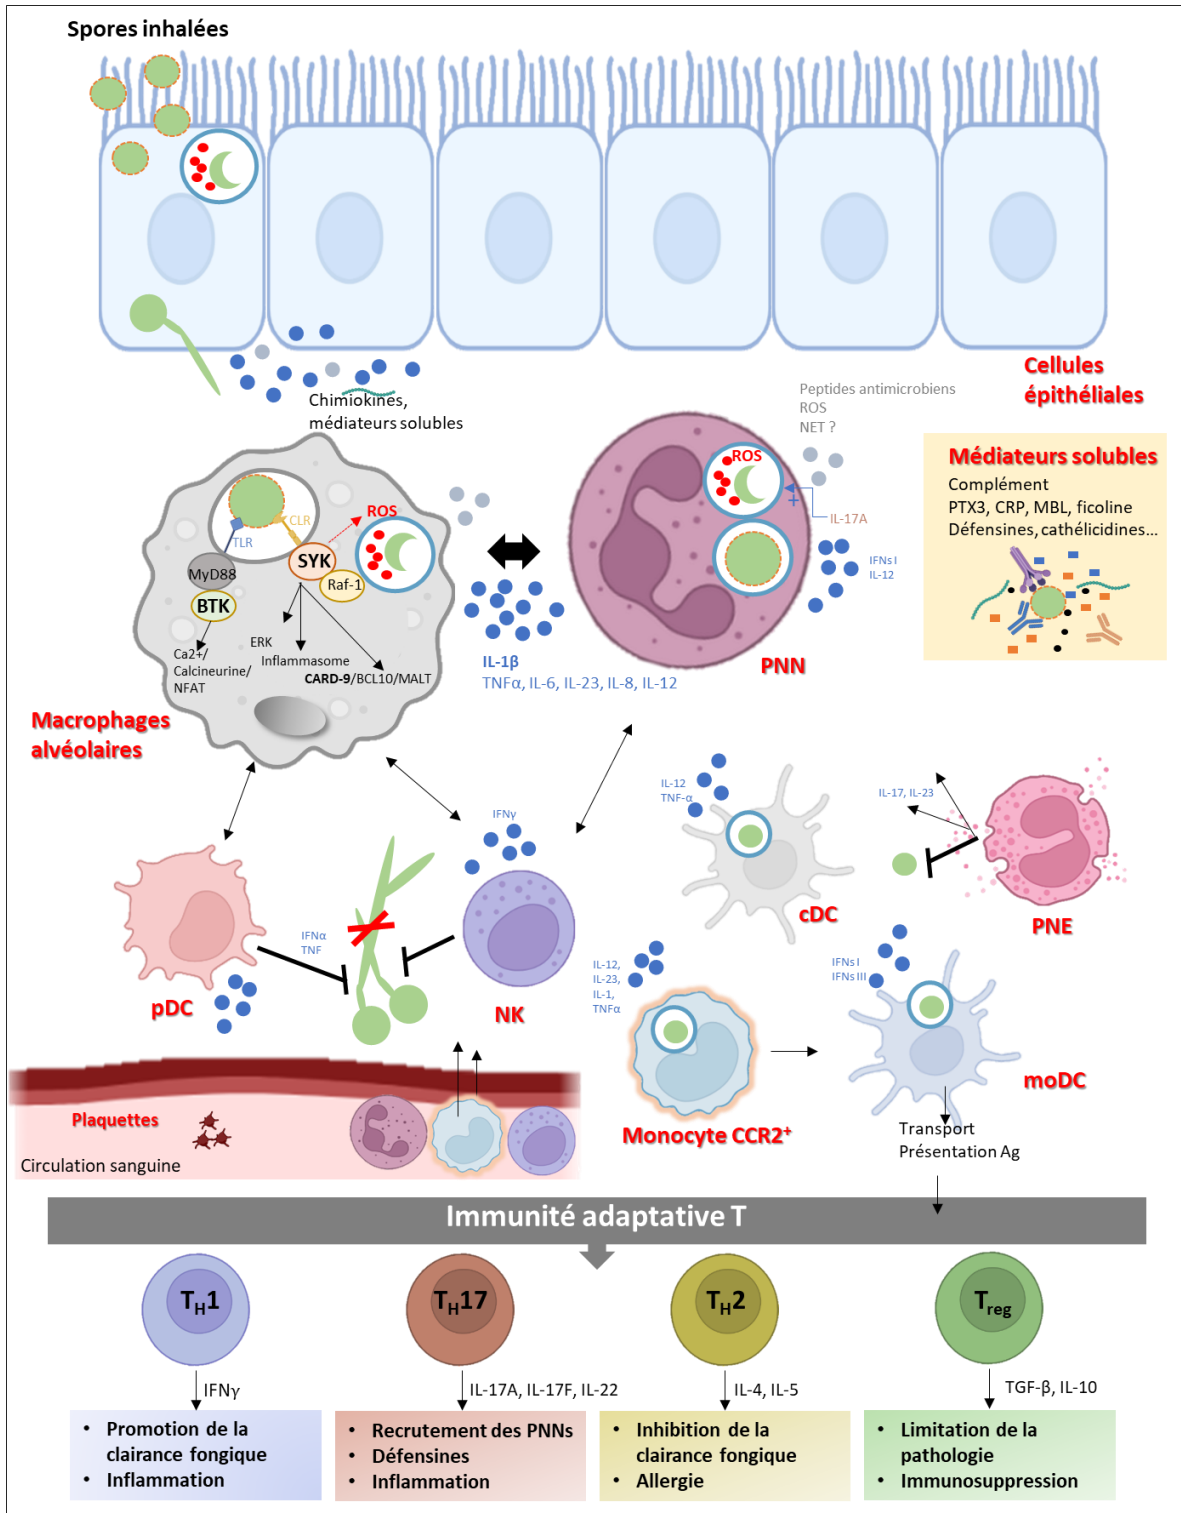 Spores inhalées
Cellules
épithéliales
Chimiokines,
médiateurs solubles
Peptides antimicrobiens
ROS
NET ?
Médiateurs solubles
Complément
PTX3, CRP, MBL, ficoline
Défensines, cathélicidines...
ROS
CLR
TLR
MyD88
SYK
Raf-1
BTK
ERK
Ca2+/
Calcineurine/
NFAT
Inflammasome
CARD-9/BCL10/MALT
Macrophages
alvéolaires
ROS
+
IL-17A
IFNs I
IL-12
PNN
IL-1β
TNFα, IL-6, IL-23, IL-8, IL-12
IL-12
TNF-α
cDC
IL-17, IL-23
PNE
IFNγ
NK
IFNα
TNF
pDC
IL-12,
IL-23,
IL-1,
TNFα
Monocyte CCR2⁺
IFNs I
IFNs III
moDC
Transport
Présentation Ag
Plaquettes
Circulation sanguine
Immunité adaptative T
TH1
TH17
TH2
Treg
IFNγ
IL-17A, IL-17F, IL-22
IL-4, IL-5
TGF-β, IL-10
• Promotion de la
clairance fongique
• Inflammation
• Recrutement des PNNs
• Défensines
• Inflammation
• Inhibition de la
clairance fongique
• Allergie
• Limitation de la
pathologie
• Immunosuppression